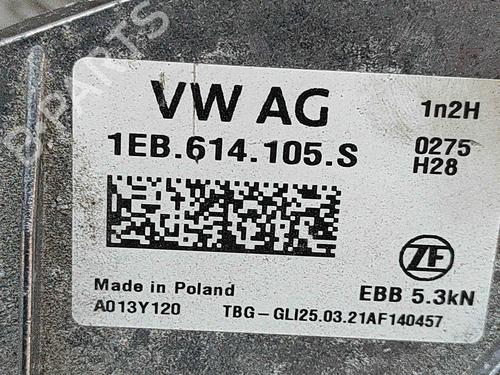 VW AG
1n2H
1EB.614.105.S
0275
H28
ZF
Made in Poland
EBB 5.3kN
A013Y120
TBG-GLI25.03.21AF140457
B-PARTS